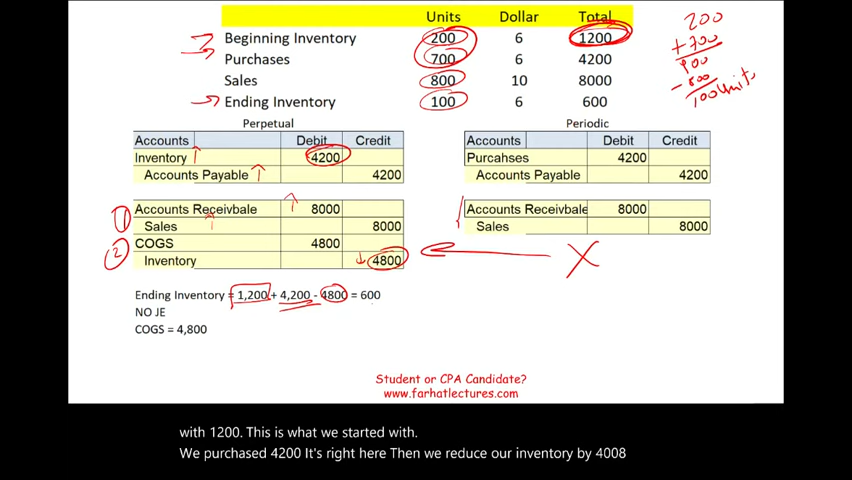 Units Dollar Total
Beginning Inventory 200 6 1200
Purchases 700 6 4200
Sales 800 10 8000
Ending Inventory 100 6 600
200
+700
900
-800
100 units
Perpetual
Accounts Debit Credit
Inventory 4200
Accounts Payable 4200
1 Accounts Receivbale 8000
Sales 8000
2 COGS 4800
Inventory 4800
Periodic
Accounts Debit Credit
Purcahses 4200
Accounts Payable 4200
Accounts Receivbale 8000
Sales 8000
X
Ending Inventory = 1,200 + 4,200 - 4800 = 600
NO JE
COGS = 4,800
Student or CPA Candidate?
www.farhatlectures.com
with 1200. This is what we started with.
We purchased 4200 It's right here Then we reduce our inventory by 4008